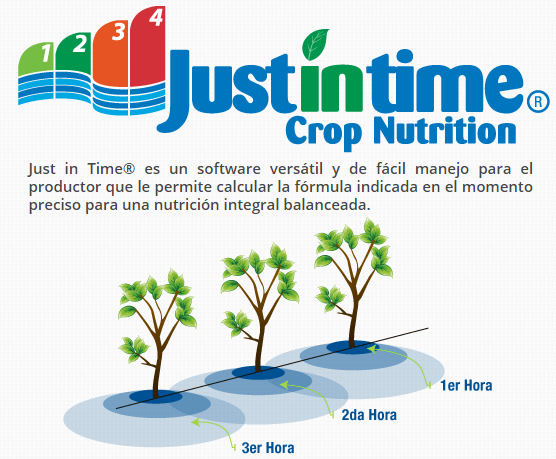 1 2 3 4
Just in time ®
Crop Nutrition
Just in Time® es un software versátil y de fácil manejo para el
productor que le permite calcular la fórmula indicada en el momento
preciso para una nutrición integral balanceada.
1er Hora
2da Hora
3er Hora